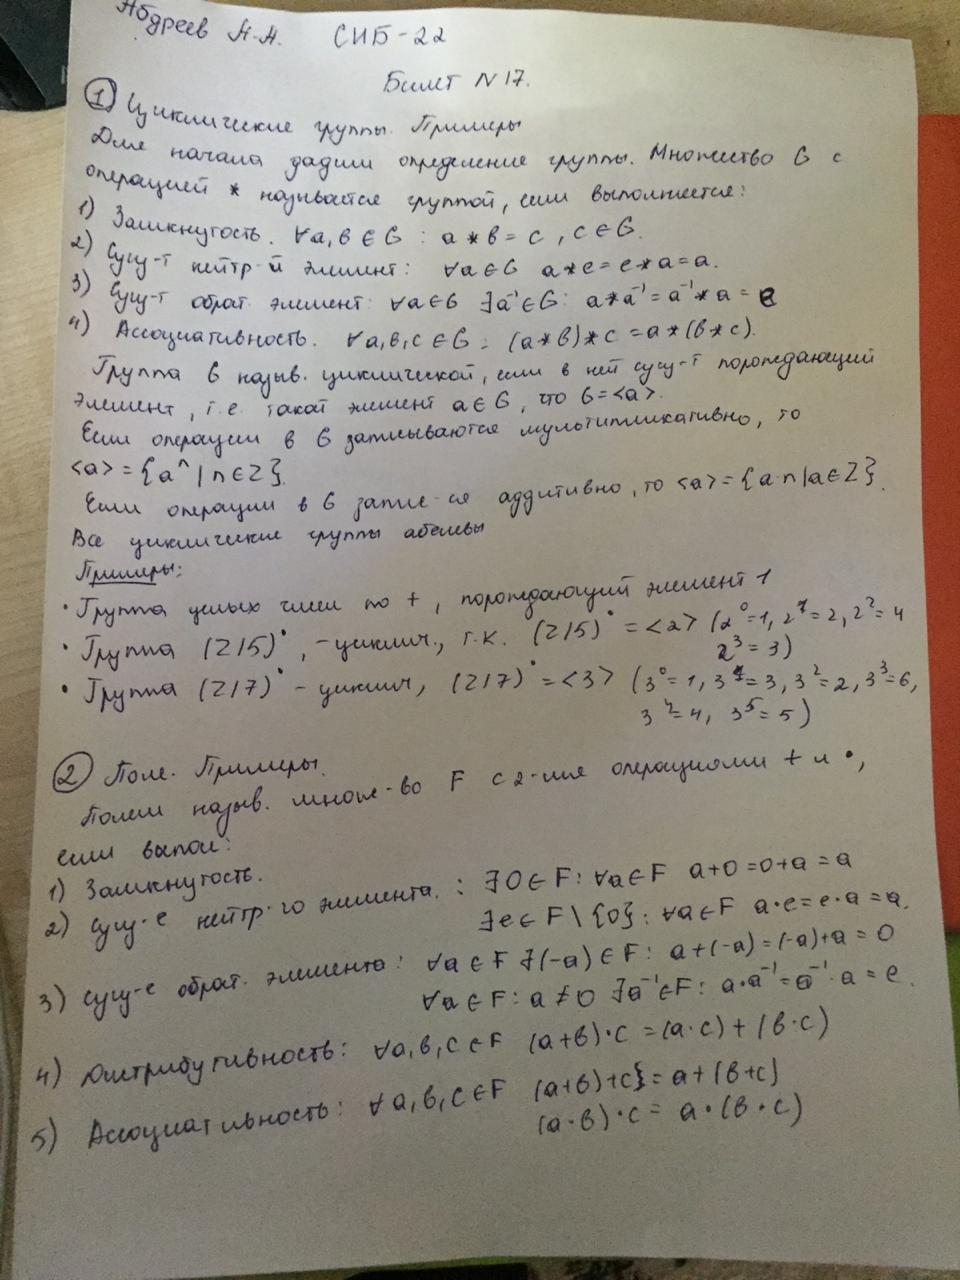 Абдреев А.А. СИБ-22
Билет N 17.
① Циклические группы. Примеры
Для начала дадим определение группы. Множество G с
операцией * называется группой, если выполняется:
1) Замкнутость. ∀a,b∈G : a*b=c, c∈G.
2) Сущ-т нейтр-й элемент: ∀a∈G a*e=e*a=a.
3) Сущ-т обрат. элемент: ∀a∈G ∃a⁻¹∈G: a*a⁻¹=a⁻¹*a=e
4) Ассоциативность. ∀a,b,c∈G: (a*b)*c=a*(b*c).
Группа G назыв. циклической, если в ней сущ-т порождающий
элемент, т.е. такой элемент a∈G, что G=<a>.
Если операции в G записываются мультипликативно, то
<a>={aⁿ|n∈Z}.
Если операции в G запис-ся аддитивно, то <a>={a·n|a∈Z}.
Все циклические группы абелевы
Примеры:
• Группа целых чисел по +, порождающий элемент 1
• Группа (Z/5)•, -циклич., т.к. (Z/5)•=<2> (2⁰=1, 2¹=2, 2²=4
2³=3)
• Группа (Z/7)• - циклич, (Z/7)•=<3> (3⁰=1, 3¹=3, 3²=2, 3³=6,
3⁴=4, 3⁵=5)
② Поле. Примеры.
Полем назыв. множ-во F с 2-мя операциями + и •,
если выпол:
1) Замкнутость.
2) Сущ-е нейтр-го элемента. : ∃0∈F: ∀a∈F a+0=0+a=a
∃e∈F\{0}: ∀a∈F a·e=e·a=a.
3) Сущ-е обрат. элемента: ∀a∈F ∃(-a)∈F: a+(-a)=(-a)+a=0
∀a∈F: a≠0 ∃a⁻¹∈F: a·a⁻¹=a⁻¹·a=e.
4) Дистрибутивность: ∀a,b,c∈F (a+b)·c=(a·c)+(b·c)
5) Ассоциативность: ∀a,b,c∈F (a+b)+c}=a+(b+c)
(a·b)·c=a·(b·c)